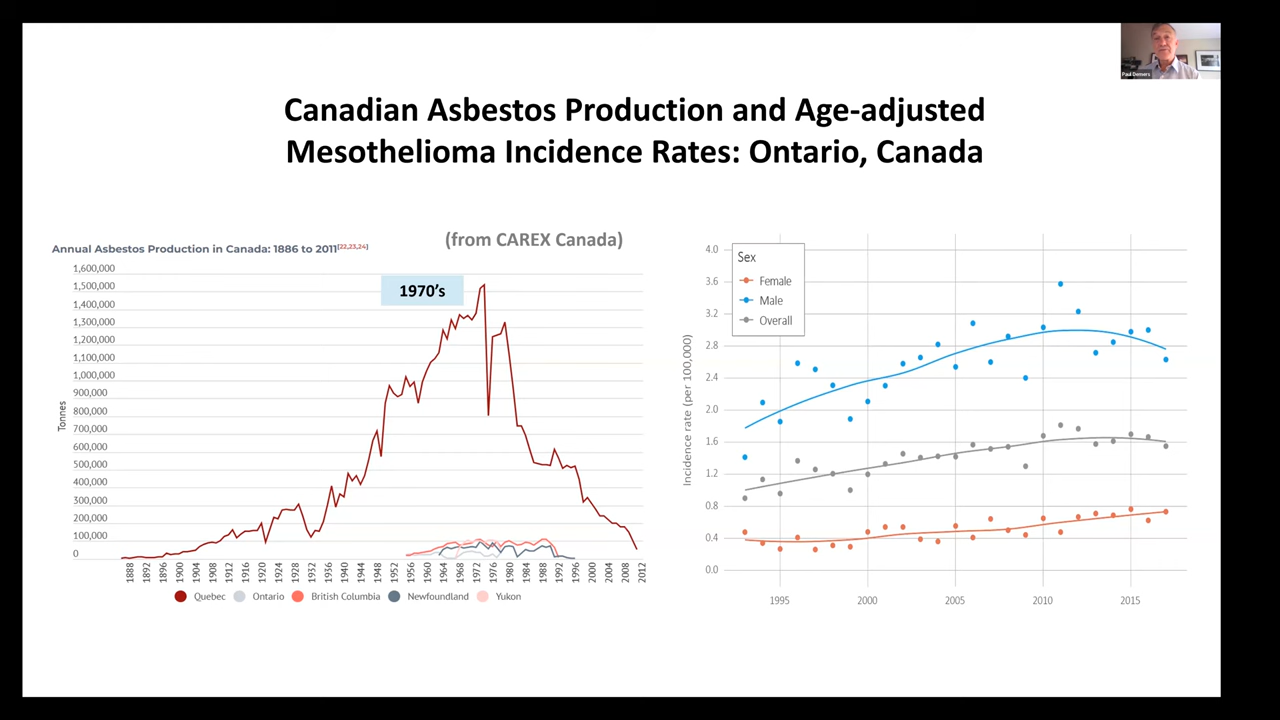 Paul Demers
Canadian Asbestos Production and Age-adjusted
Mesothelioma Incidence Rates: Ontario, Canada
Annual Asbestos Production in Canada: 1886 to 2011[22,23,24]
(from CAREX Canada)
1970's
Tonnes
1,600,000
1,500,000
1,400,000
1,300,000
1,200,000
1,100,000
1,000,000
900,000
800,000
700,000
600,000
500,000
400,000
300,000
200,000
100,000
0
1888 1892 1896 1900 1904 1908 1912 1916 1920 1924 1928 1932 1936 1940 1944 1948 1952 1956 1960 1964 1968 1972 1976 1980 1984 1988 1992 1996 2000 2004 2008 2012
Quebec Ontario British Columbia Newfoundland Yukon
Sex
Female
Male
Overall
Incidence rate (per 100,000)
4.0
3.6
3.2
2.8
2.4
2.0
1.6
1.2
0.8
0.4
0.0
1995 2000 2005 2010 2015